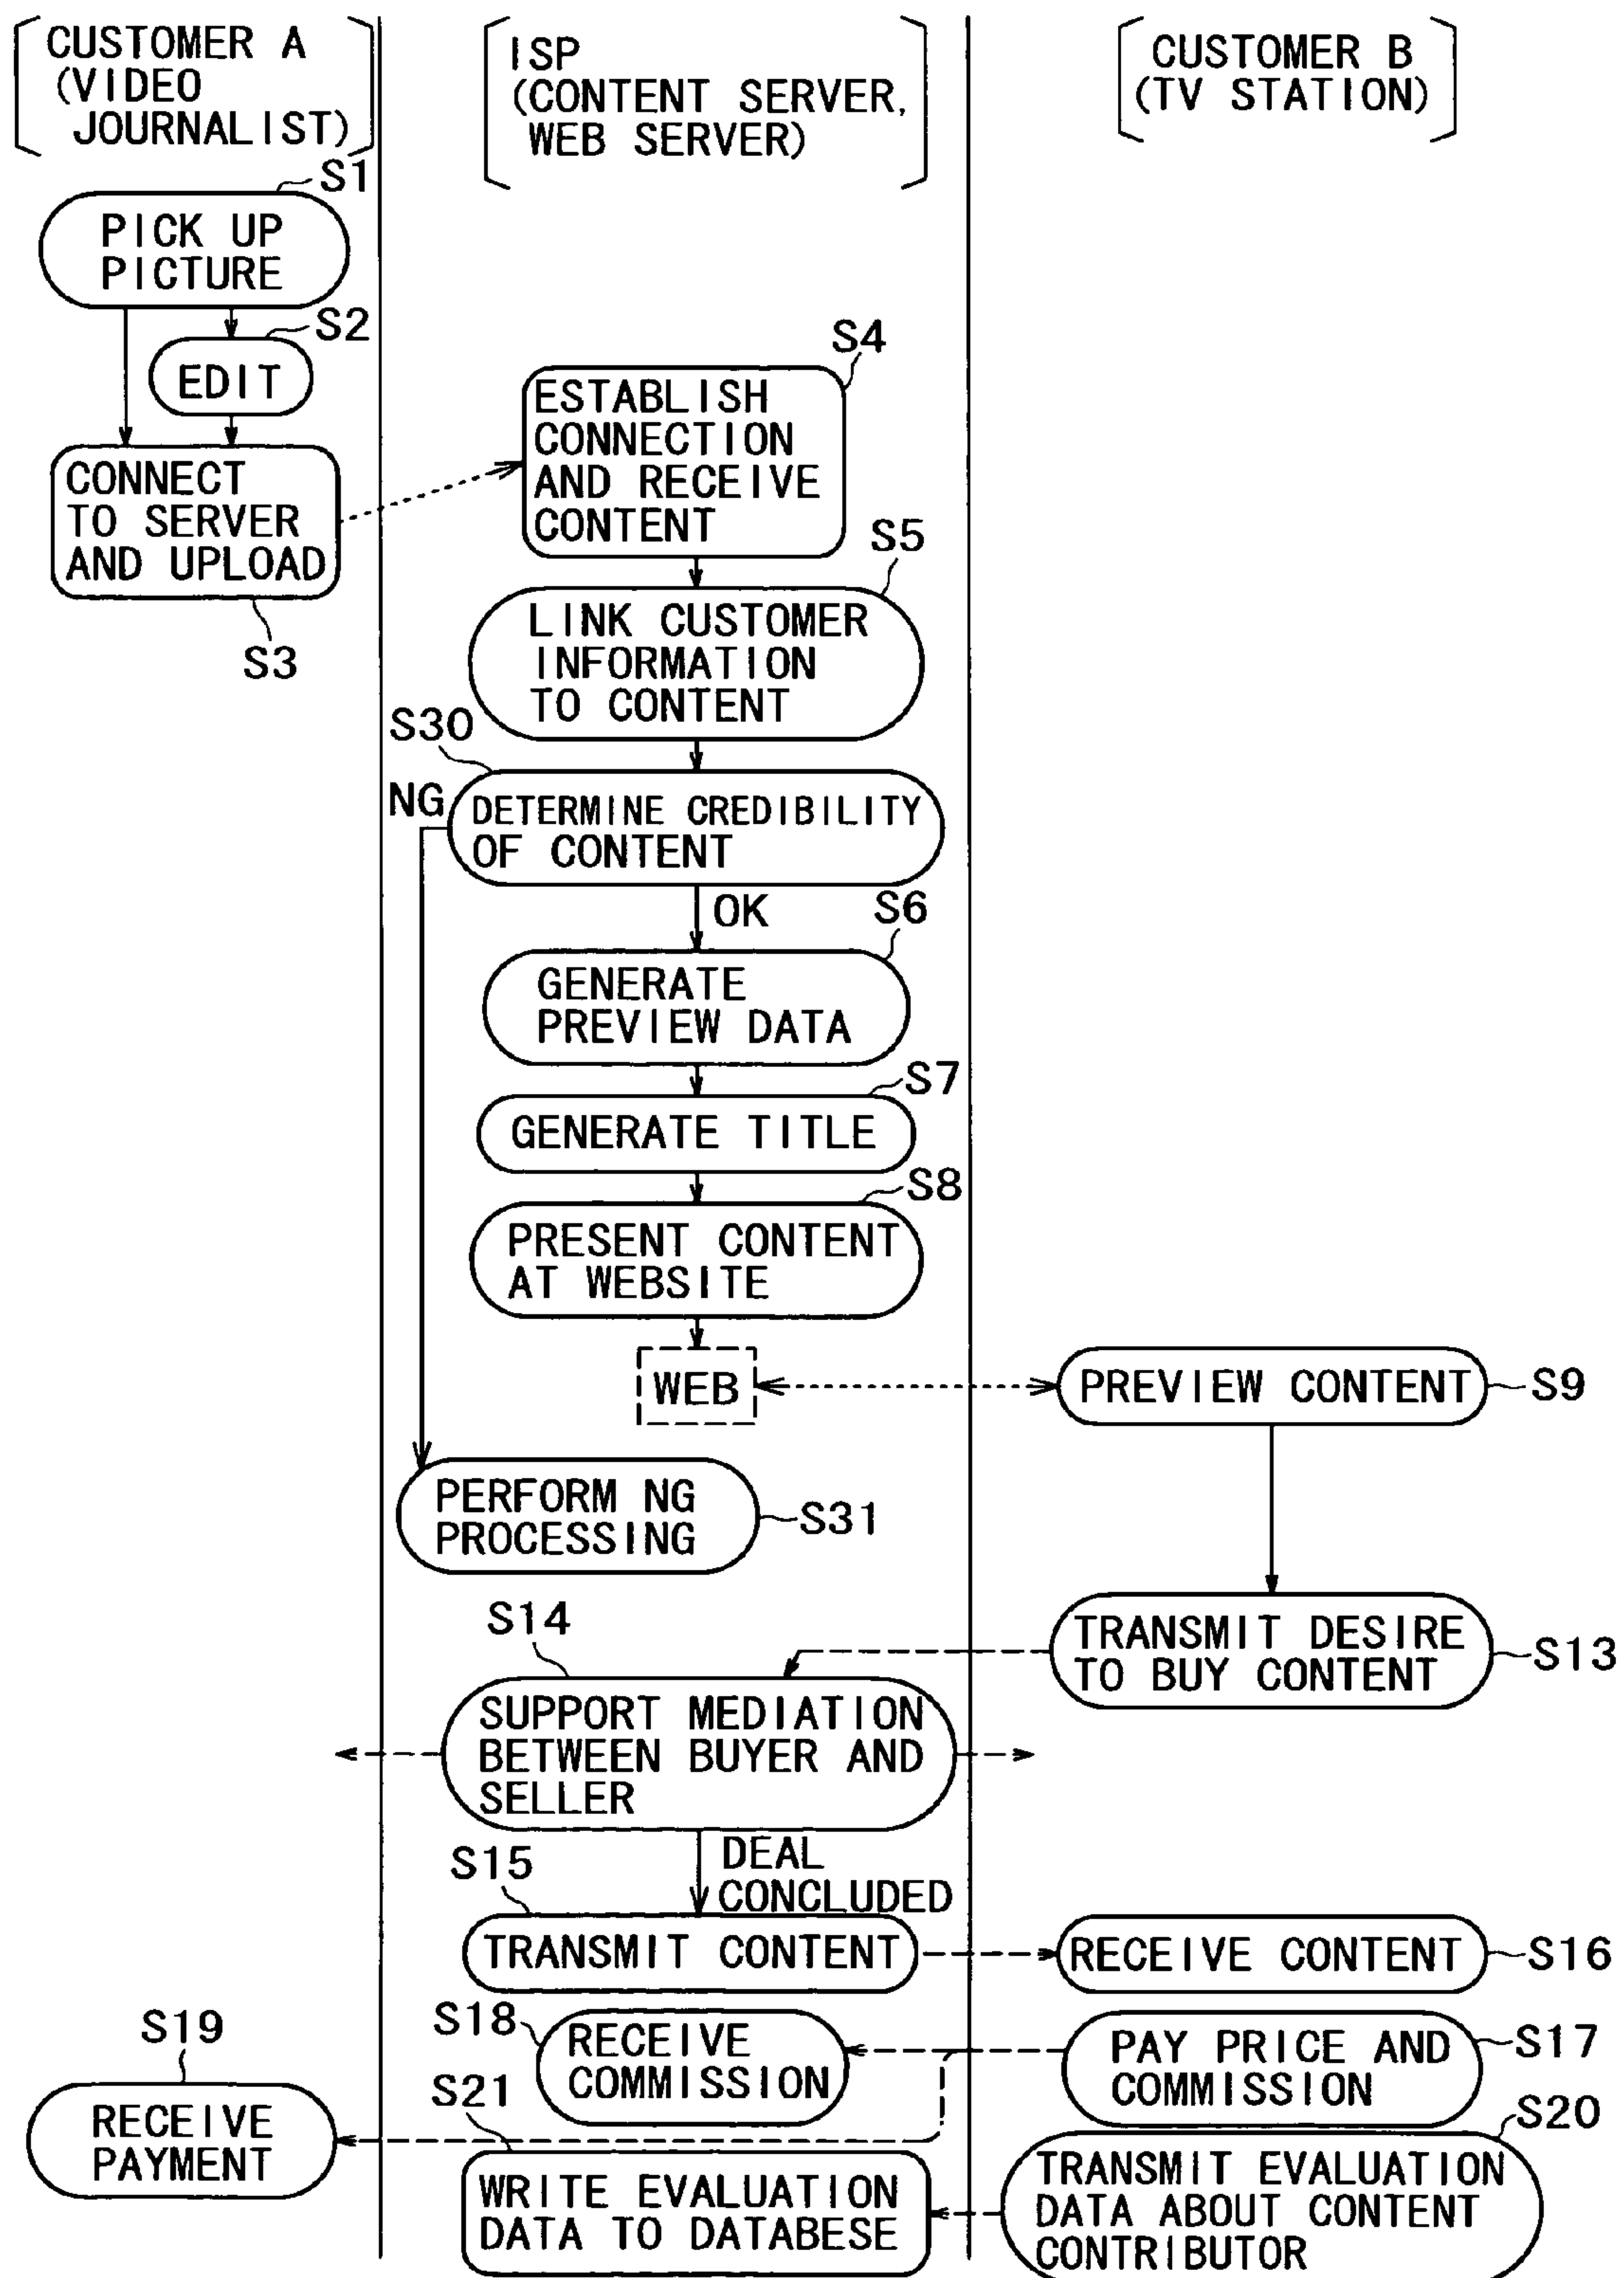 CUSTOMER A
(VIDEO
JOURNALIST)
ISP
(CONTENT SERVER,
WEB SERVER)
CUSTOMER B
(TV STATION)
S1
PICK UP
PICTURE
S2
EDIT
CONNECT
TO SERVER
AND UPLOAD
S3
S4
ESTABLISH
CONNECTION
AND RECEIVE
CONTENT
S5
LINK CUSTOMER
INFORMATION
TO CONTENT
S30
NG
DETERMINE CREDIBILITY
OF CONTENT
OK
S6
GENERATE
PREVIEW DATA
S7
GENERATE TITLE
S8
PRESENT CONTENT
AT WEBSITE
WEB
PREVIEW CONTENT
S9
PERFORM NG
PROCESSING
S31
TRANSMIT DESIRE
TO BUY CONTENT
S13
S14
SUPPORT MEDIATION
BETWEEN BUYER AND
SELLER
DEAL
CONCLUDED
S15
TRANSMIT CONTENT
RECEIVE CONTENT
S16
S18
RECEIVE
COMMISSION
PAY PRICE AND
COMMISSION
S17
S19
RECEIVE
PAYMENT
S21
WRITE EVALUATION
DATA TO DATABESE
S20
TRANSMIT EVALUATION
DATA ABOUT CONTENT
CONTRIBUTOR